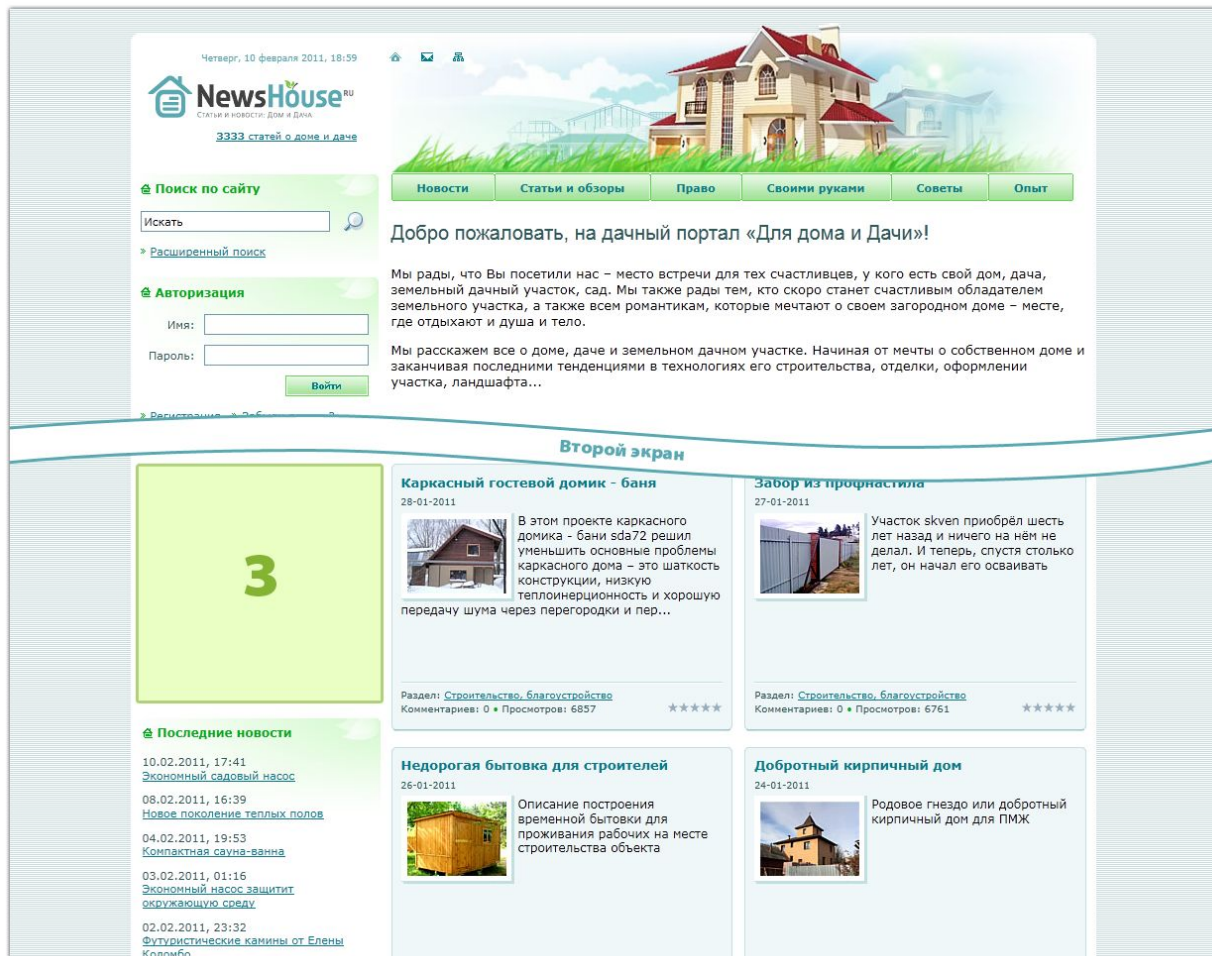 Четверг, 10 февраля 2011, 18:59
NewsHouse RU
Статьи и новости: Дом и Дача
3333 статей о доме и даче
Поиск по сайту
Искать
» Расширенный поиск
Авторизация
Имя:
Пароль:
Войти
» Регистрация
Новости Статьи и обзоры Право Своими руками Советы Опыт
Добро пожаловать, на дачный портал «Для дома и Дачи»!
Мы рады, что Вы посетили нас – место встречи для тех счастливцев, у кого есть свой дом, дача,
земельный дачный участок, сад. Мы также рады тем, кто скоро станет счастливым обладателем
земельного участка, а также всем романтикам, которые мечтают о своем загородном доме – месте,
где отдыхают и душа и тело.
Мы расскажем все о доме, даче и земельном дачном участке. Начиная от мечты о собственном доме и
заканчивая последними тенденциями в технологиях его строительства, отделки, оформлении
участка, ландшафта...
Второй экран
3
Последние новости
10.02.2011, 17:41
Экономный садовый насос
08.02.2011, 16:39
Новое поколение теплых полов
04.02.2011, 19:53
Компактная сауна-ванна
03.02.2011, 01:16
Экономный насос защитит
окружающую среду
02.02.2011, 23:32
Футуристические камины от Елены
Коломбо
Каркасный гостевой домик - баня
28-01-2011
В этом проекте каркасного
домика - бани sda72 решил
уменьшить основные проблемы
каркасного дома – это шаткость
конструкции, низкую
теплоинерционность и хорошую
передачу шума через перегородки и пер...
Раздел: Строительство, благоустройство
Комментариев: 0 • Просмотров: 6857
Забор из профнастила
27-01-2011
Участок skven приобрёл шесть
лет назад и ничего на нём не
делал. И теперь, спустя столько
лет, он начал его осваивать
Раздел: Строительство, благоустройство
Комментариев: 0 • Просмотров: 6761
Недорогая бытовка для строителей
26-01-2011
Описание построения
временной бытовки для
проживания рабочих на месте
строительства объекта
Добротный кирпичный дом
24-01-2011
Родовое гнездо или добротный
кирпичный дом для ПМЖ